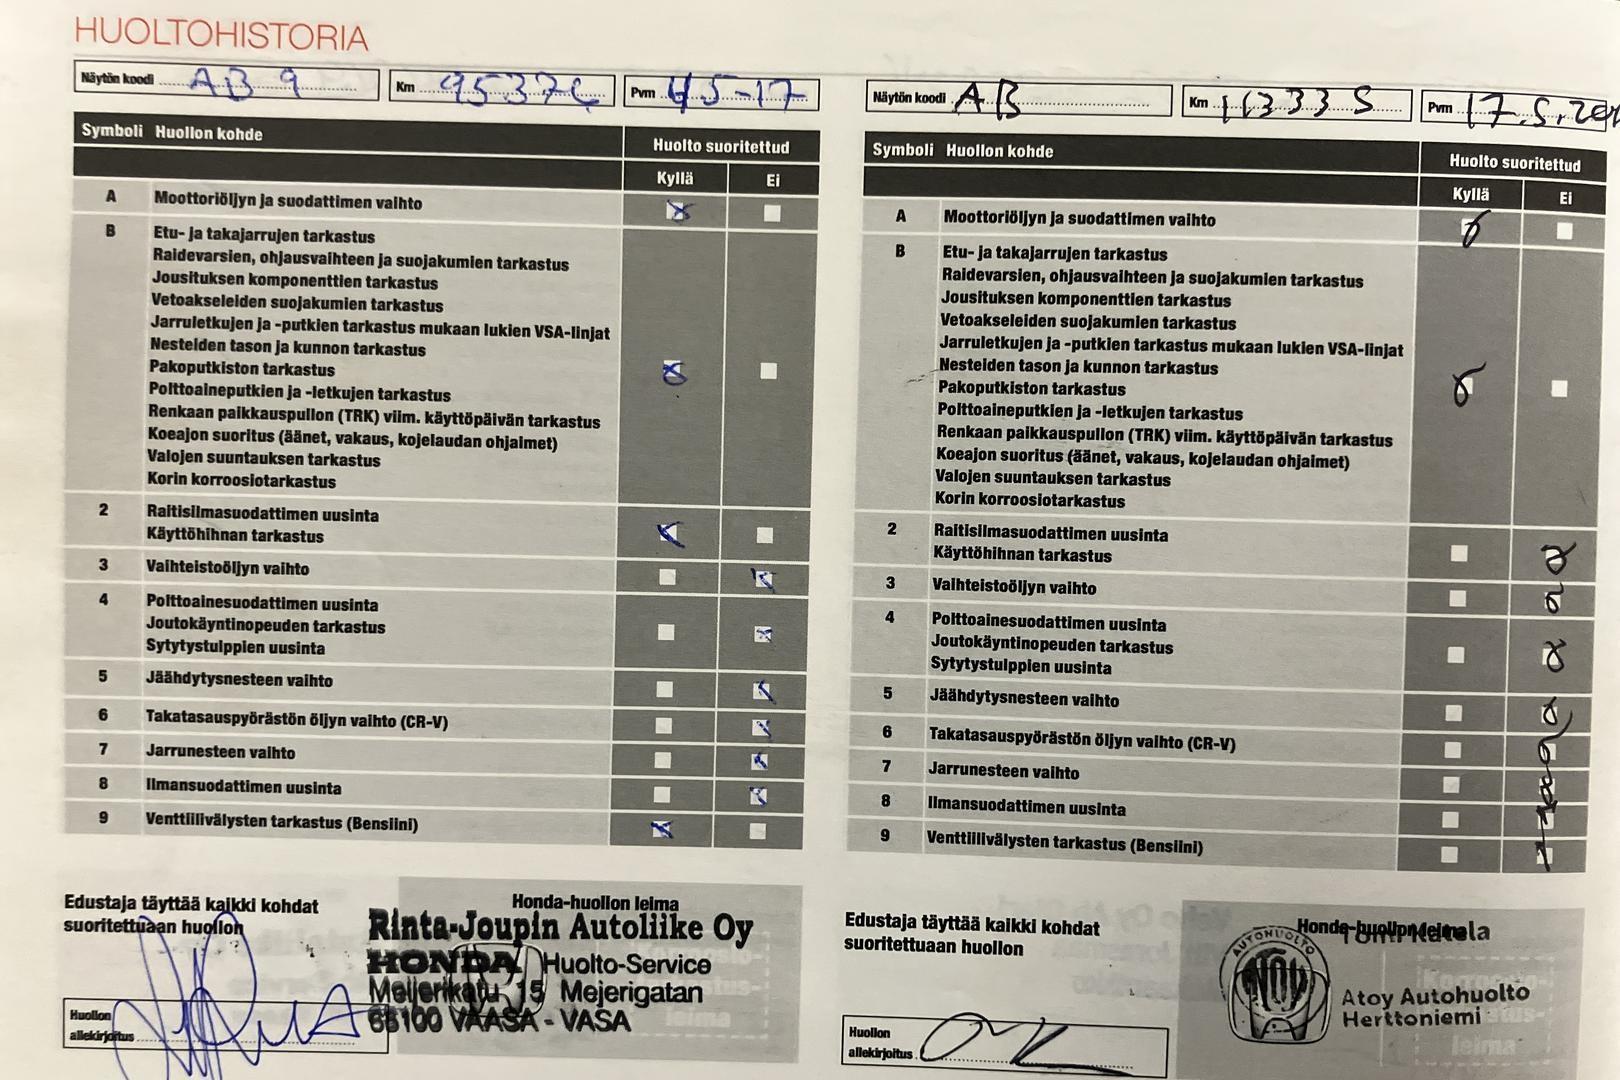 HUOLTOHISTORIA
Näytön koodi AB 9
Km 95376
Pvm 45-17
Symboli Huollon kohde
Huolto suoritettud
Kyllä Ei
A Moottoriöljyn ja suodattimen vaihto
B Etu- ja takajarrujen tarkastus
Raidevarsien, ohjausvaihteen ja suojakumien tarkastus
Jousituksen komponenttien tarkastus
Vetoakseleiden suojakumien tarkastus
Jarruletkujen ja -putkien tarkastus mukaan lukien VSA-linjat
Nesteiden tason ja kunnon tarkastus
Pakoputkiston tarkastus
Polttoaineputkien ja -letkujen tarkastus
Renkaan paikkauspullon (TRK) viim. käyttöpäivän tarkastus
Koeajon suoritus (äänet, vakaus, kojelaudan ohjaimet)
Valojen suuntauksen tarkastus
Korin korroosiotarkastus
2 Raitisilmasuodattimen uusinta
Käyttöhihnan tarkastus
3 Vaihteistoöljyn vaihto
4 Polttoainesuodattimen uusinta
Joutokäyntinopeuden tarkastus
Sytytystulppien uusinta
5 Jäähdytysnesteen vaihto
6 Takatasauspyörästön öljyn vaihto (CR-V)
7 Jarrunesteen vaihto
8 Ilmansuodattimen uusinta
9 Venttiilivälysten tarkastus (Bensiini)
Edustaja täyttää kaikki kohdat
suoritettuaan huollon
Honda-huollon leima
Rinta-Joupin Autoliike Oy
HONDA Huolto-Service
Meijerikatu 15 Mejerigatan
65100 VAASA - VASA
Huollon
allekirjoitus
Näytön koodi AB
Km 113335
Pvm 17.5.
Symboli Huollon kohde
Huolto suoritettud
Kyllä Ei
A Moottoriöljyn ja suodattimen vaihto
B Etu- ja takajarrujen tarkastus
Raidevarsien, ohjausvaihteen ja suojakumien tarkastus
Jousituksen komponenttien tarkastus
Vetoakseleiden suojakumien tarkastus
Jarruletkujen ja -putkien tarkastus mukaan lukien VSA-linjat
Nesteiden tason ja kunnon tarkastus
Pakoputkiston tarkastus
Polttoaineputkien ja -letkujen tarkastus
Renkaan paikkauspullon (TRK) viim. käyttöpäivän tarkastus
Koeajon suoritus (äänet, vakaus, kojelaudan ohjaimet)
Valojen suuntauksen tarkastus
Korin korroosiotarkastus
2 Raitisilmasuodattimen uusinta
Käyttöhihnan tarkastus
3 Vaihteistoöljyn vaihto
4 Polttoainesuodattimen uusinta
Joutokäyntinopeuden tarkastus
Sytytystulppien uusinta
5 Jäähdytysnesteen vaihto
6 Takatasauspyörästön öljyn vaihto (CR-V)
7 Jarrunesteen vaihto
8 Ilmansuodattimen uusinta
9 Venttiilivälysten tarkastus (Bensiini)
Edustaja täyttää kaikki kohdat
suoritettuaan huollon
Honda-huollon leima
AUTOHUOLTO
ATOY
Atoy Autohuolto
Herttoniemi
Huollon
allekirjoitus